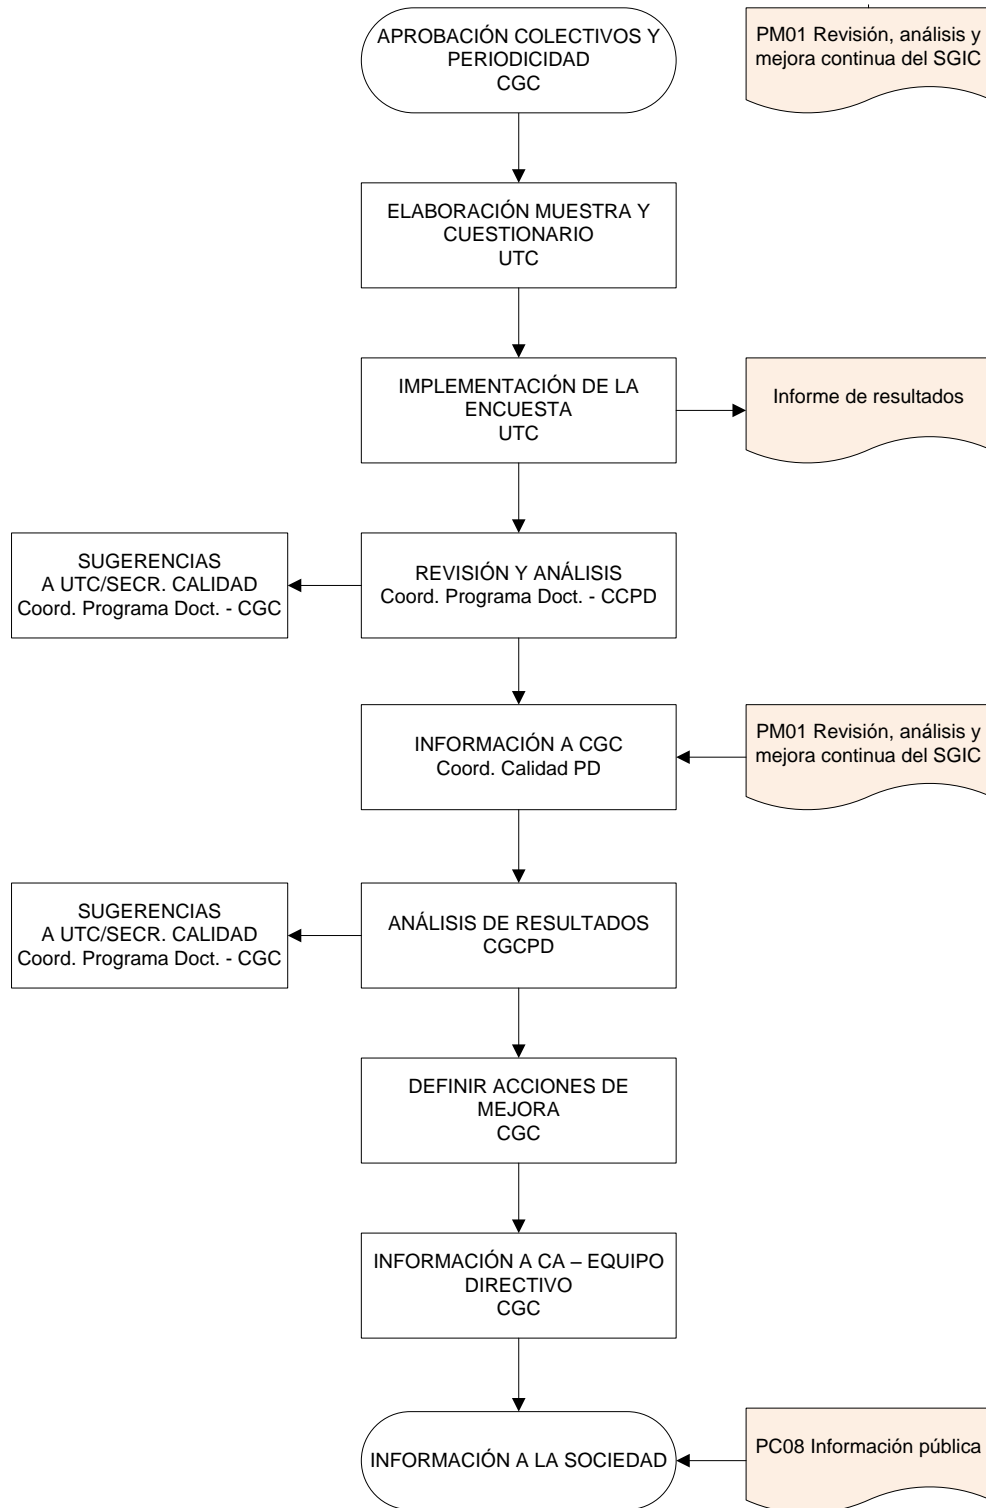 APROBACIÓN COLECTIVOS Y
PERIODICIDAD
CGC
PM01 Revisión, análisis y
mejora continua del SGIC
ELABORACIÓN MUESTRA Y
CUESTIONARIO
UTC
IMPLEMENTACIÓN DE LA
ENCUESTA
UTC
Informe de resultados
SUGERENCIAS
A UTC/SECR. CALIDAD
Coord. Programa Doct. - CGC
REVISIÓN Y ANÁLISIS
Coord. Programa Doct. - CCPD
INFORMACIÓN A CGC
Coord. Calidad PD
PM01 Revisión, análisis y
mejora continua del SGIC
SUGERENCIAS
A UTC/SECR. CALIDAD
Coord. Programa Doct. - CGC
ANÁLISIS DE RESULTADOS
CGCPD
DEFINIR ACCIONES DE
MEJORA
CGC
INFORMACIÓN A CA – EQUIPO
DIRECTIVO
CGC
INFORMACIÓN A LA SOCIEDAD
PC08 Información pública